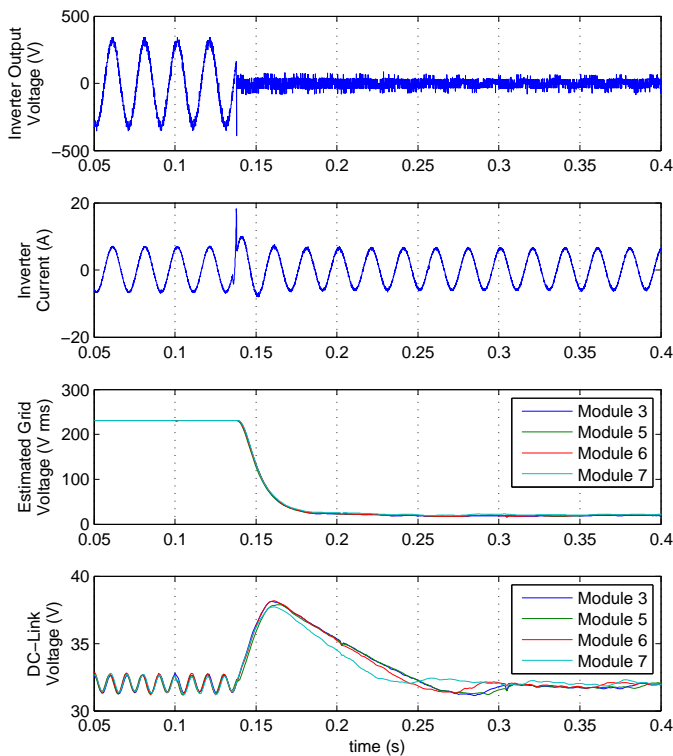 Inverter Output
Voltage (V)
500
0
−500
0.05 0.1 0.15 0.2 0.25 0.3 0.35 0.4
Inverter
Current (A)
20
0
−20
0.05 0.1 0.15 0.2 0.25 0.3 0.35 0.4
Estimated Grid
Voltage (V rms)
300
200
100
0
0.05 0.1 0.15 0.2 0.25 0.3 0.35 0.4
Module 3
Module 5
Module 6
Module 7
DC−Link
Voltage (V)
40
35
30
0.05 0.1 0.15 0.2 0.25 0.3 0.35 0.4
Module 3
Module 5
Module 6
Module 7
time (s)